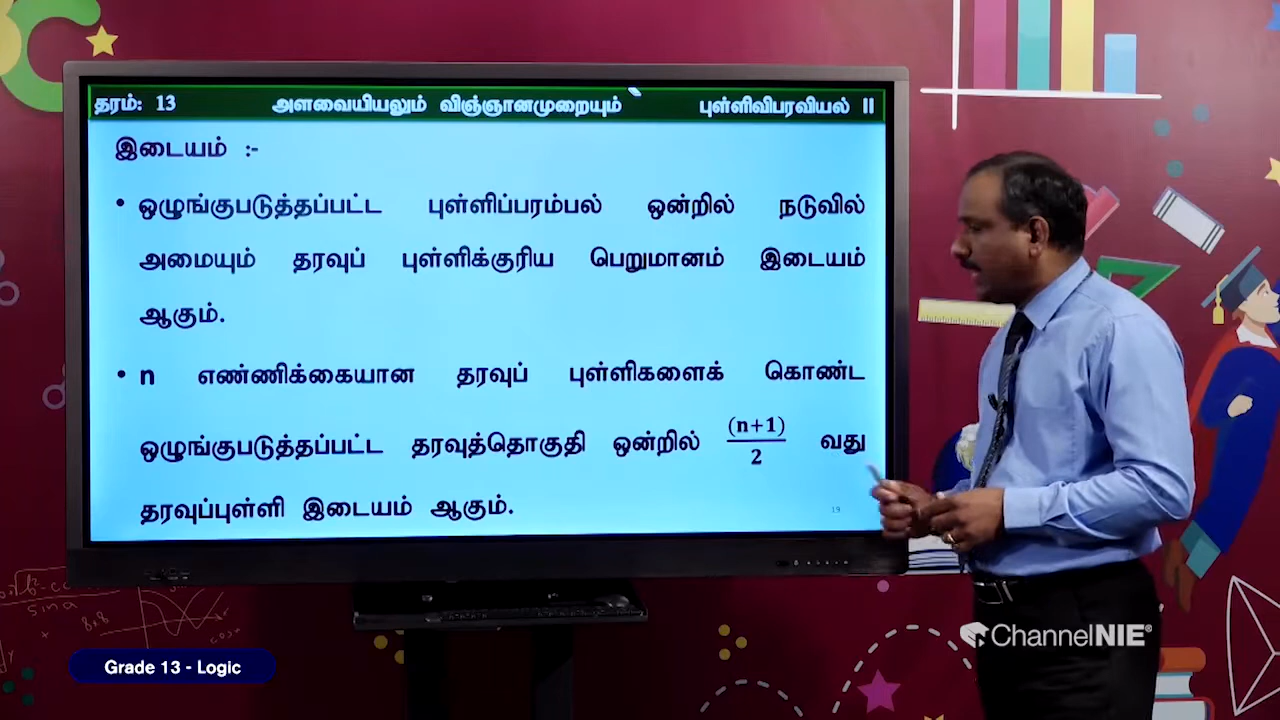 தரம்: 13 அளவையியலும் விஞ்ஞானமுறையும் புள்ளிவிபரவியல் II
இடையம் :-
• ஒழுங்குபடுத்தப்பட்ட புள்ளிப்பரம்பல் ஒன்றில் நடுவில்
அமையும் தரவுப் புள்ளிக்குரிய பெறுமானம் இடையம்
ஆகும்.
• n எண்ணிக்கையான தரவுப் புள்ளிகளைக் கொண்ட
ஒழுங்குபடுத்தப்பட்ட தரவுத்தொகுதி ஒன்றில் (n+1)/2 வது
தரவுப்புள்ளி இடையம் ஆகும்.
19
ChannelNIE®
Grade 13 - Logic